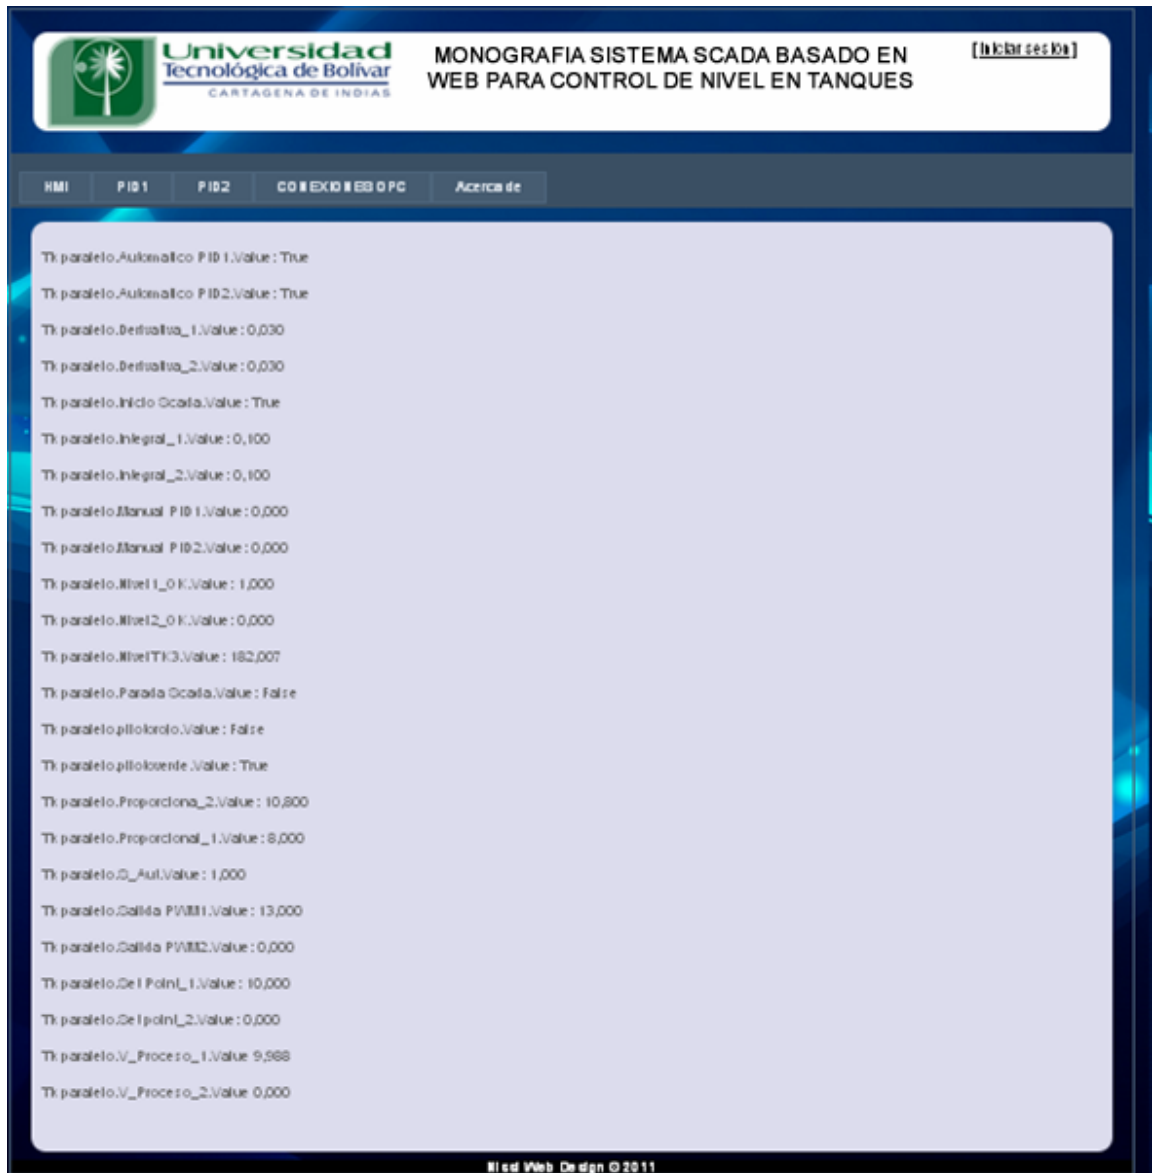 Universidad
Tecnológica de Bolívar
CARTAGENA DE INDIAS
MONOGRAFIA SISTEMA SCADA BASADO EN
WEB PARA CONTROL DE NIVEL EN TANQUES
[Iniciar sesión]
HMI PID1 PID2 CONEXIONES OPC Acerca de
Tk paralelo.Automatico PID1.Value : True
Tk paralelo.Automatico PID2.Value : True
Tk paralelo.Derivativa_1.Value : 0,030
Tk paralelo.Derivativa_2.Value : 0,030
Tk paralelo.Inicio Scada.Value : True
Tk paralelo.Integral_1.Value : 0,100
Tk paralelo.Integral_2.Value : 0,100
Tk paralelo.Manual PID1.Value : 0,000
Tk paralelo.Manual PID2.Value : 0,000
Tk paralelo.Nivel1_OK.Value : 1,000
Tk paralelo.Nivel2_OK.Value : 0,000
Tk paralelo.NivelTK3.Value : 182,007
Tk paralelo.Parada Scada.Value : False
Tk paralelo.pilotorojo.Value : False
Tk paralelo.pilotoverde.Value : True
Tk paralelo.Proporciona_2.Value : 10,800
Tk paralelo.Proporcional_1.Value : 8,000
Tk paralelo.S_Aut.Value : 1,000
Tk paralelo.Salida PWM1.Value : 13,000
Tk paralelo.Salida PWM2.Value : 0,000
Tk paralelo.Set Point_1.Value : 10,000
Tk paralelo.Setpoint_2.Value : 0,000
Tk paralelo.V_Proceso_1.Value 9,988
Tk paralelo.V_Proceso_2.Value 0,000
Web Design © 2011